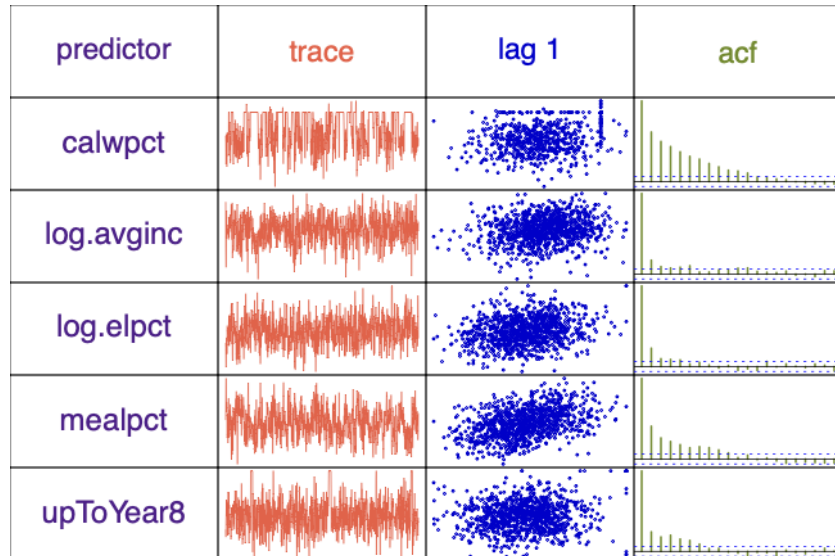 predictor trace lag 1 acf
calwpct
log.avginc
log.elpct
mealpct
upToYear8